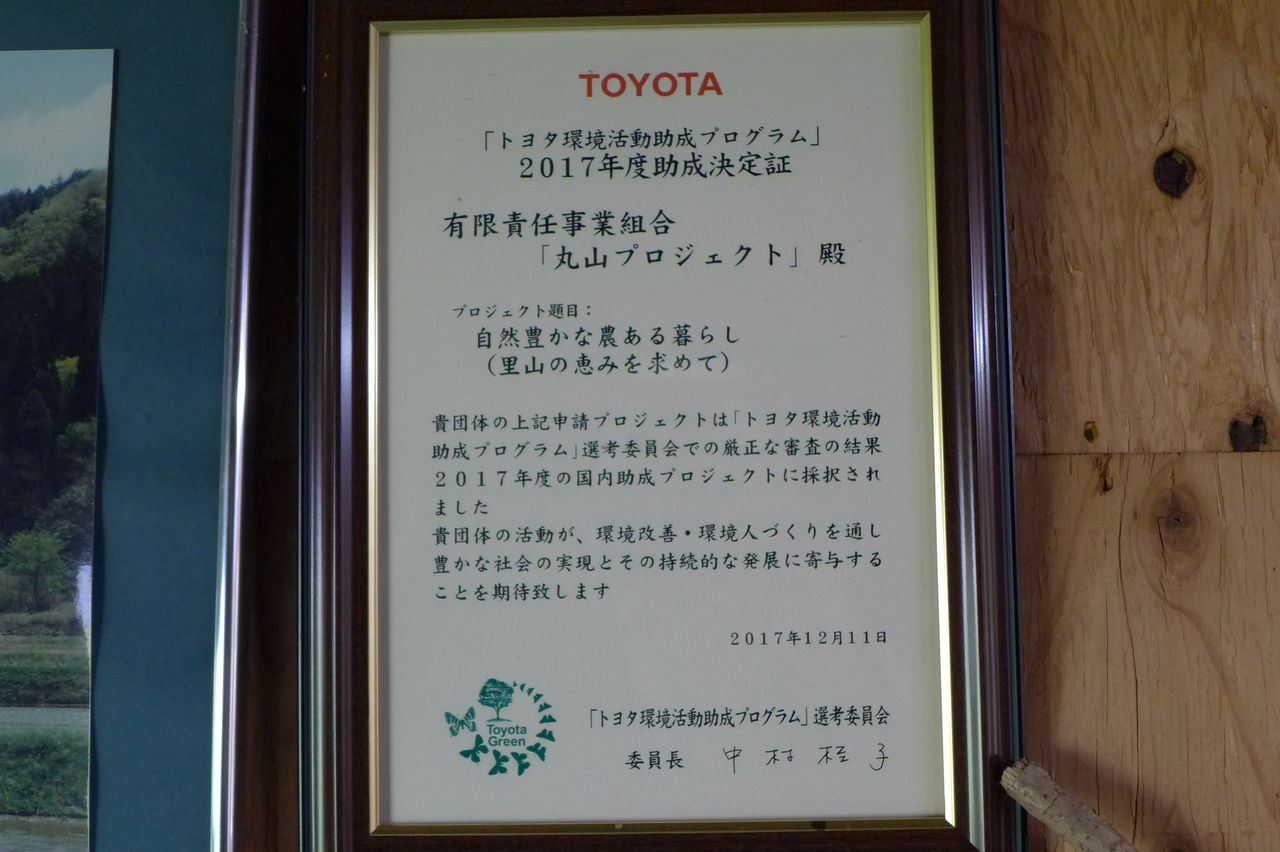 TOYOTA
「トヨタ環境活動助成プログラム」
２０１７年度助成決定証
有限責任事業組合
「丸山プロジェクト」殿
プロジェクト題目：
自然豊かな農ある暮らし
（里山の恵みを求めて）
貴団体の上記申請プロジェクトは「トヨタ環境活動
助成プログラム」選考委員会での厳正な審査の結果
２０１７年度の国内助成プロジェクトに採択され
ました
貴団体の活動が、環境改善・環境人づくりを通し
豊かな社会の実現とその持続的な発展に寄与する
ことを期待致します
２０１７年１２月１１日
Toyota
Green
「トヨタ環境活動助成プログラム」選考委員会
委員長 中村桂子